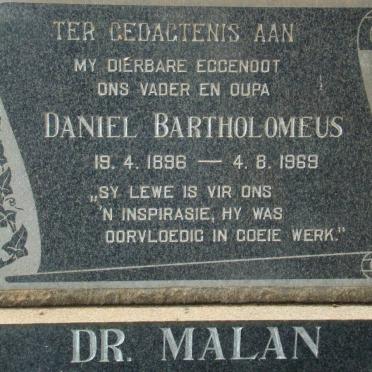 TER GEDAGTENIS AAN
MY DIERBARE EGGENOOT
ONS VADER EN OUPA
DANIEL BARTHOLOMEUS
19. 4. 1896 — 4. 8. 1969
„SY LEWE IS VIR ONS
'N INSPIRASIE, HY WAS
OORVLOEDIG IN GOEIE WERK."
DR. MALAN